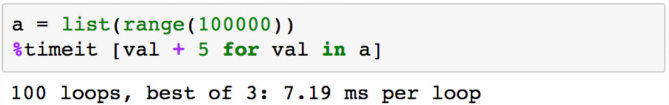 a = list(range(100000))
%timeit [val + 5 for val in a]
100 loops, best of 3: 7.19 ms per loop